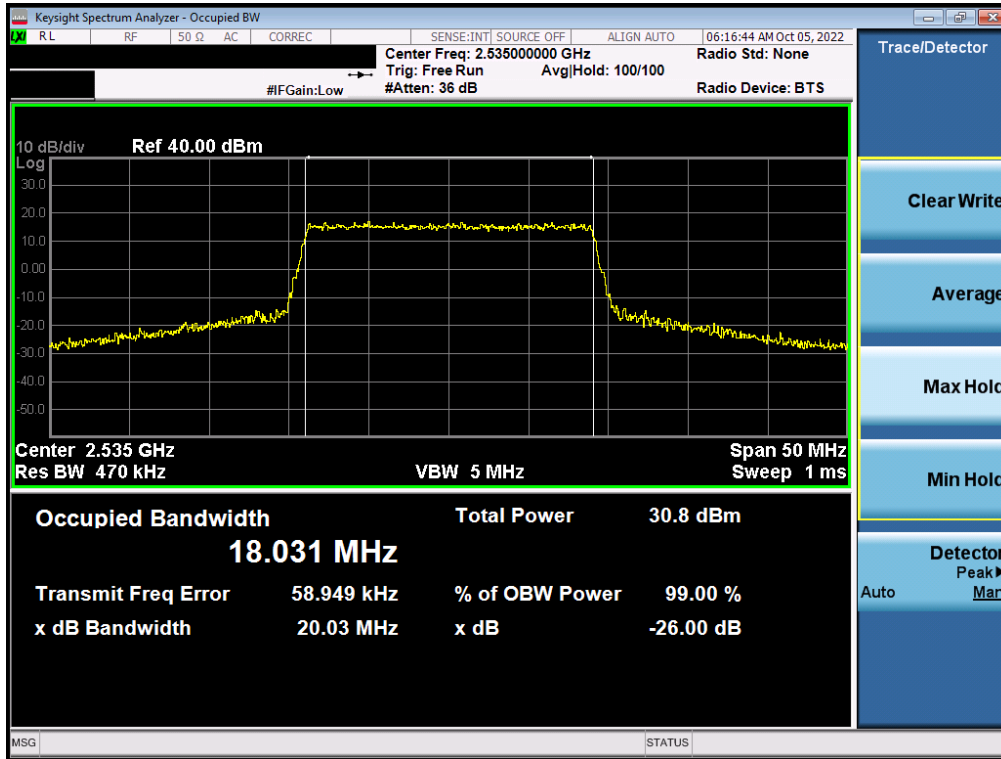 Keysight Spectrum Analyzer - Occupied BW
LXI RL RF 50 Ω AC CORREC SENSE:INT SOURCE OFF ALIGN AUTO 06:16:44 AM Oct 05, 2022
Center Freq: 2.535000000 GHz Radio Std: None
Trig: Free Run Avg|Hold: 100/100
#IFGain:Low #Atten: 36 dB Radio Device: BTS
Trace/Detector
10 dB/div Ref 40.00 dBm
Log
30.0
20.0
10.0
0.00
-10.0
-20.0
-30.0
-40.0
-50.0
Center 2.535 GHz Span 50 MHz
Res BW 470 kHz VBW 5 MHz Sweep 1 ms
Occupied Bandwidth Total Power 30.8 dBm
18.031 MHz
Transmit Freq Error 58.949 kHz % of OBW Power 99.00 %
x dB Bandwidth 20.03 MHz x dB -26.00 dB
Clear Write
Average
Max Hold
Min Hold
Detector
Peak▶
Auto Man
MSG STATUS